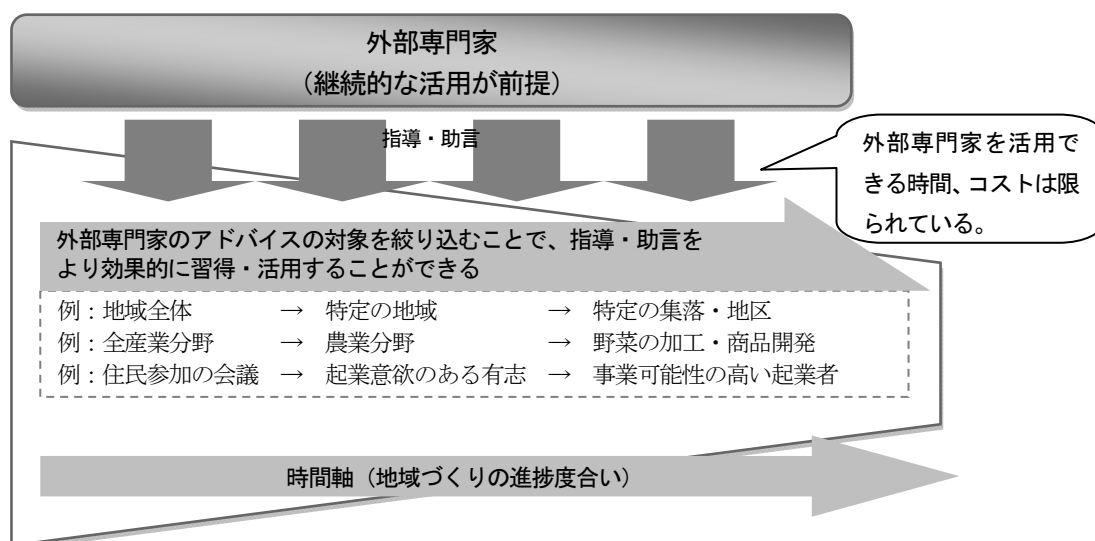 外部専門家
（継続的な活用が前提）
指導・助言
外部専門家を活用で
きる時間、コストは限
られている。
外部専門家のアドバイスの対象を絞り込むことで、指導・助言を
より効果的に習得・活用することができる
例：地域全体 → 特定の地域 → 特定の集落・地区
例：全産業分野 → 農業分野 → 野菜の加工・商品開発
例：住民参加の会議 → 起業意欲のある有志 → 事業可能性の高い起業者
時間軸（地域づくりの進捗度合い）